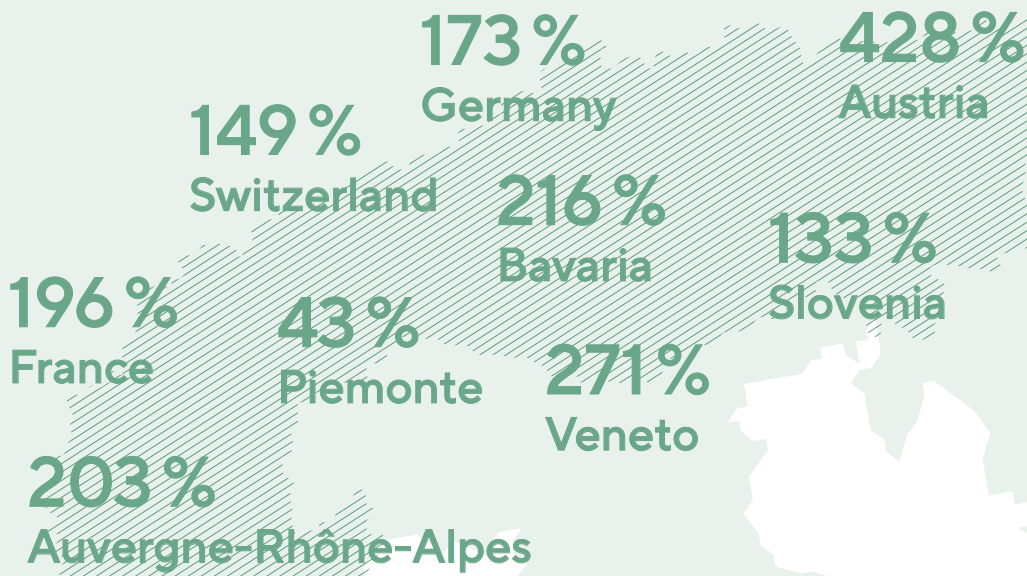 173 %
Germany
428 %
Austria
149 %
Switzerland
216 %
Bavaria
133 %
Slovenia
196 %
France
43 %
Piemonte
271 %
Veneto
203 %
Auvergne-Rhône-Alpes